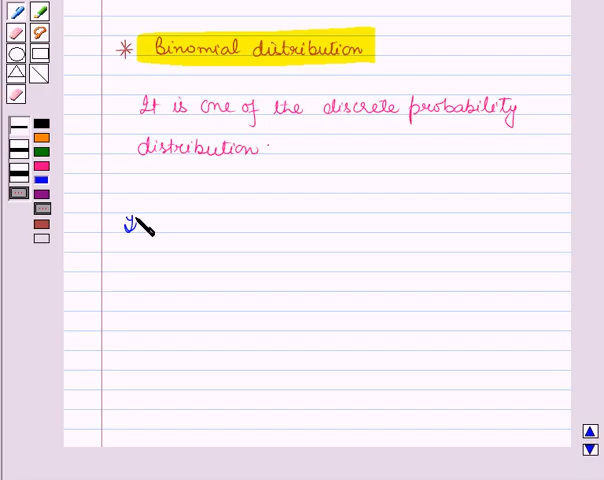 * Binomial distribution
It is one of the discrete probability
distribution.